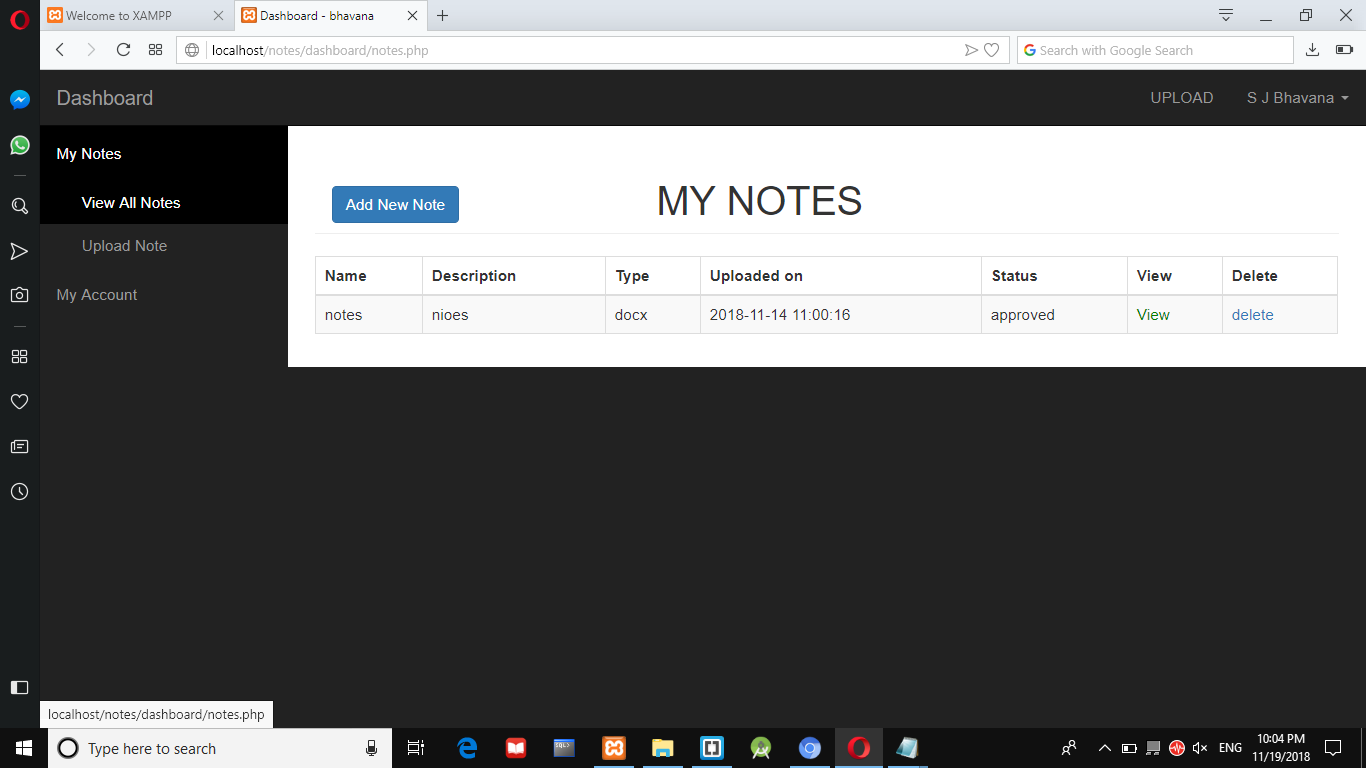 Welcome to XAMPP
Dashboard - bhavana
localhost/notes/dashboard/notes.php
Search with Google Search
Dashboard
UPLOAD
S J Bhavana
My Notes
View All Notes
Upload Note
My Account
Add New Note
MY NOTES
Name Description Type Uploaded on Status View Delete
notes nioes docx 2018-11-14 11:00:16 approved View delete
localhost/notes/dashboard/notes.php
Type here to search
ENG
10:04 PM
11/19/2018